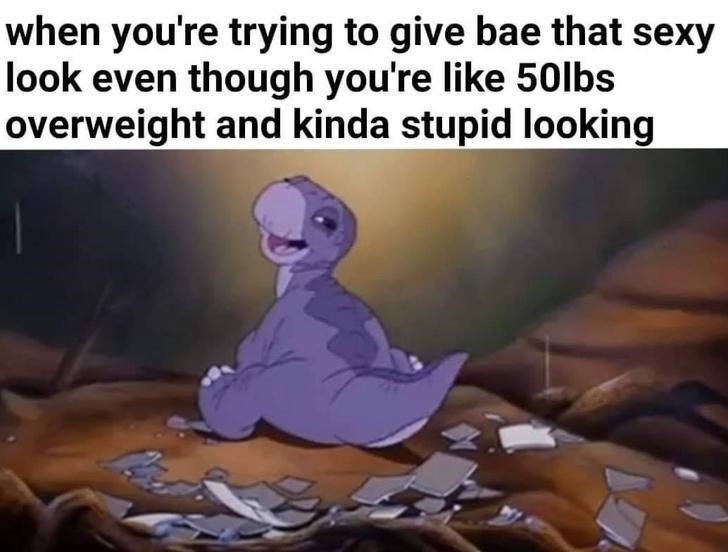 when you're trying to give bae that sexy
look even though you're like 50lbs
overweight and kinda stupid looking